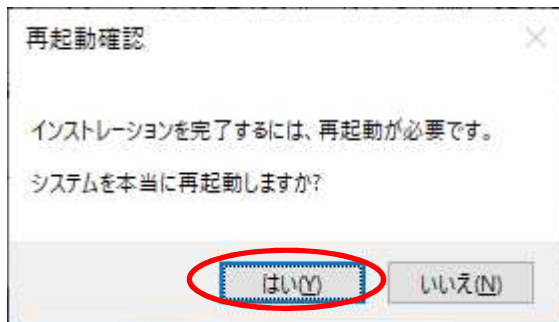 再起動確認
インストレーションを完了するには、再起動が必要です。
システムを本当に再起動しますか?
はい(Y)
いいえ(N)